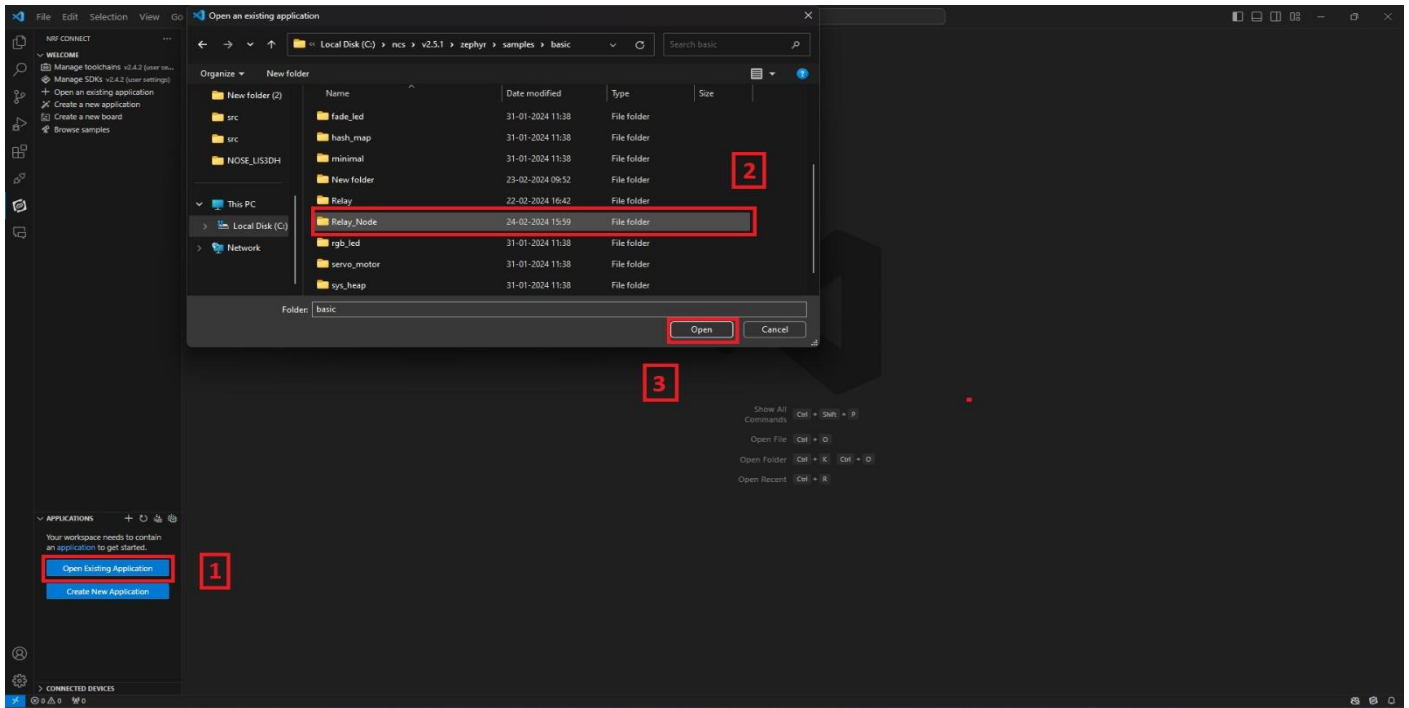 File Edit Selection View Go
Open an existing application
NRF CONNECT
WELCOME
Manage toolchains v2.4.2 (user se...
Manage SDKs v2.4.2 (user settings)
Open an existing application
Create a new application
Create a new board
Browse samples
« Local Disk (C:) › ncs › v2.5.1 › zephyr › samples › basic
Search basic
Organize New folder
New folder (2)
src
src
NOSE_LIS3DH
This PC
Local Disk (C:)
Network
Name Date modified Type Size
fade_led 31-01-2024 11:38 File folder
hash_map 31-01-2024 11:38 File folder
minimal 31-01-2024 11:38 File folder
New folder 23-02-2024 09:52 File folder
Relay 22-02-2024 16:42 File folder
Relay_Node 24-02-2024 15:59 File folder
rgb_led 31-01-2024 11:38 File folder
servo_motor 31-01-2024 11:38 File folder
sys_heap 31-01-2024 11:38 File folder
2
Folder: basic
Open Cancel
3
Show All Commands Ctrl + Shift + P
Open File Ctrl + O
Open Folder Ctrl + K Ctrl + O
Open Recent Ctrl + R
APPLICATIONS
Your workspace needs to contain
an application to get started.
Open Existing Application
1
Create New Application
CONNECTED DEVICES
0 0 0